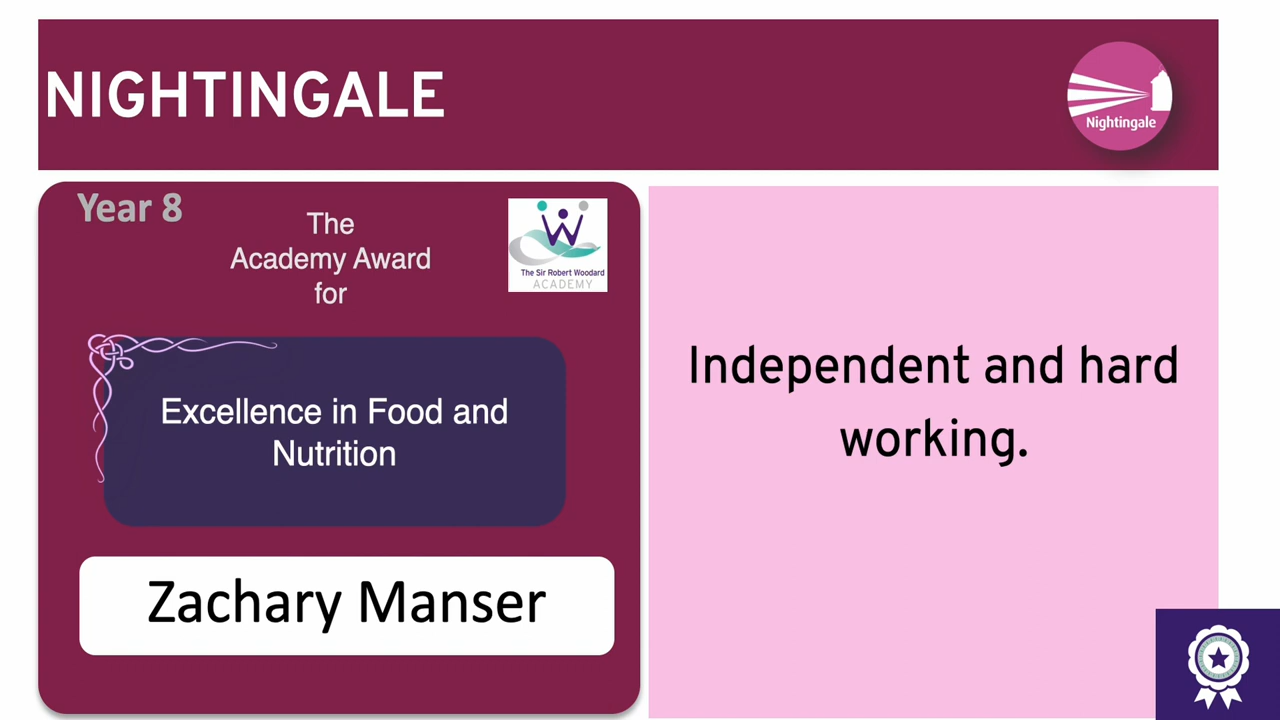 NIGHTINGALE
Nightingale
Year 8
The
Academy Award
for
The Sir Robert Woodard
ACADEMY
Excellence in Food and
Nutrition
Zachary Manser
Independent and hard
working.